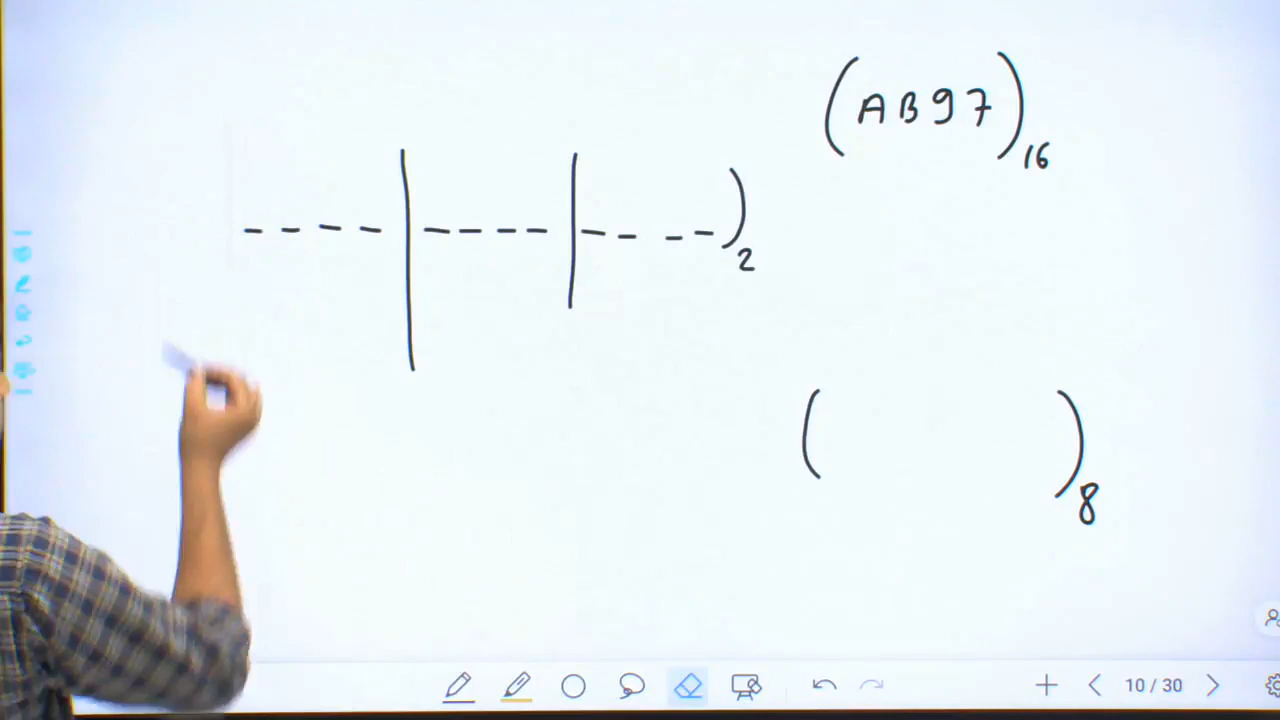 (AB97)16
---- | ---- | ----)2
(        )8
10 / 30